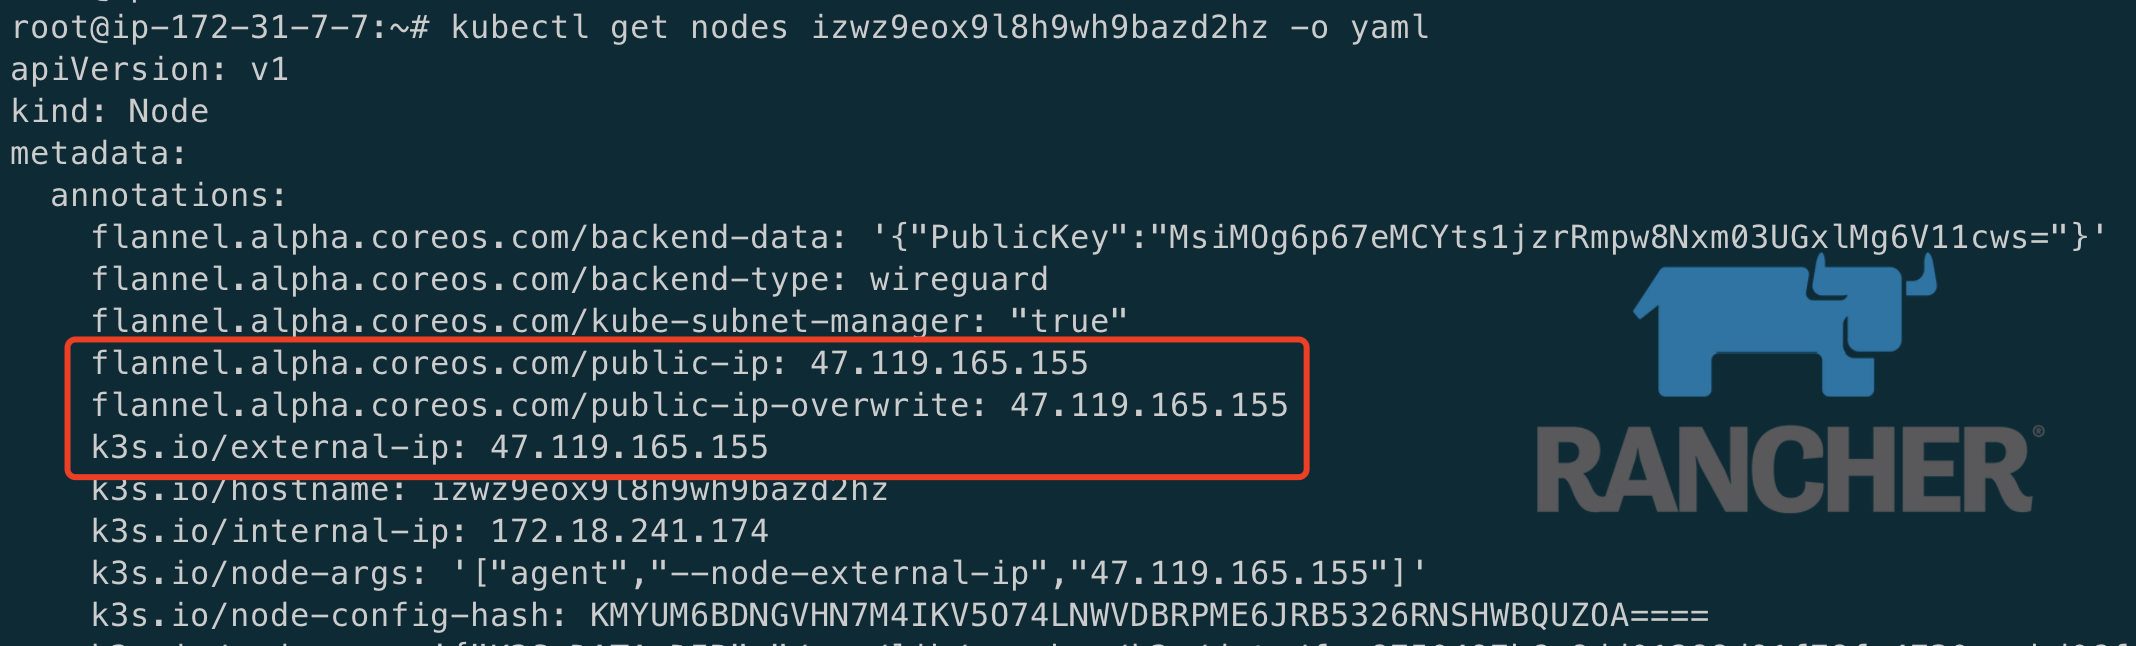 root@ip-172-31-7-7:~# kubectl get nodes izwz9eox9l8h9wh9bazd2hz -o yaml
apiVersion: v1
kind: Node
metadata:
  annotations:
    flannel.alpha.coreos.com/backend-data: '{"PublicKey":"MsiMOg6p67eMCYts1jzrRmpw8Nxm03UGxlMg6V11cws="}'
    flannel.alpha.coreos.com/backend-type: wireguard
    flannel.alpha.coreos.com/kube-subnet-manager: "true"
    flannel.alpha.coreos.com/public-ip: 47.119.165.155
    flannel.alpha.coreos.com/public-ip-overwrite: 47.119.165.155
    k3s.io/external-ip: 47.119.165.155
    k3s.io/hostname: izwz9eox9l8h9wh9bazd2hz
    k3s.io/internal-ip: 172.18.241.174
    k3s.io/node-args: '["agent","--node-external-ip","47.119.165.155"]'
    k3s.io/node-config-hash: KMYUM6BDNGVHN7M4IKV5O74LNWVDBRPME6JRB5326RNSHWBQUZOA====
RANCHER®